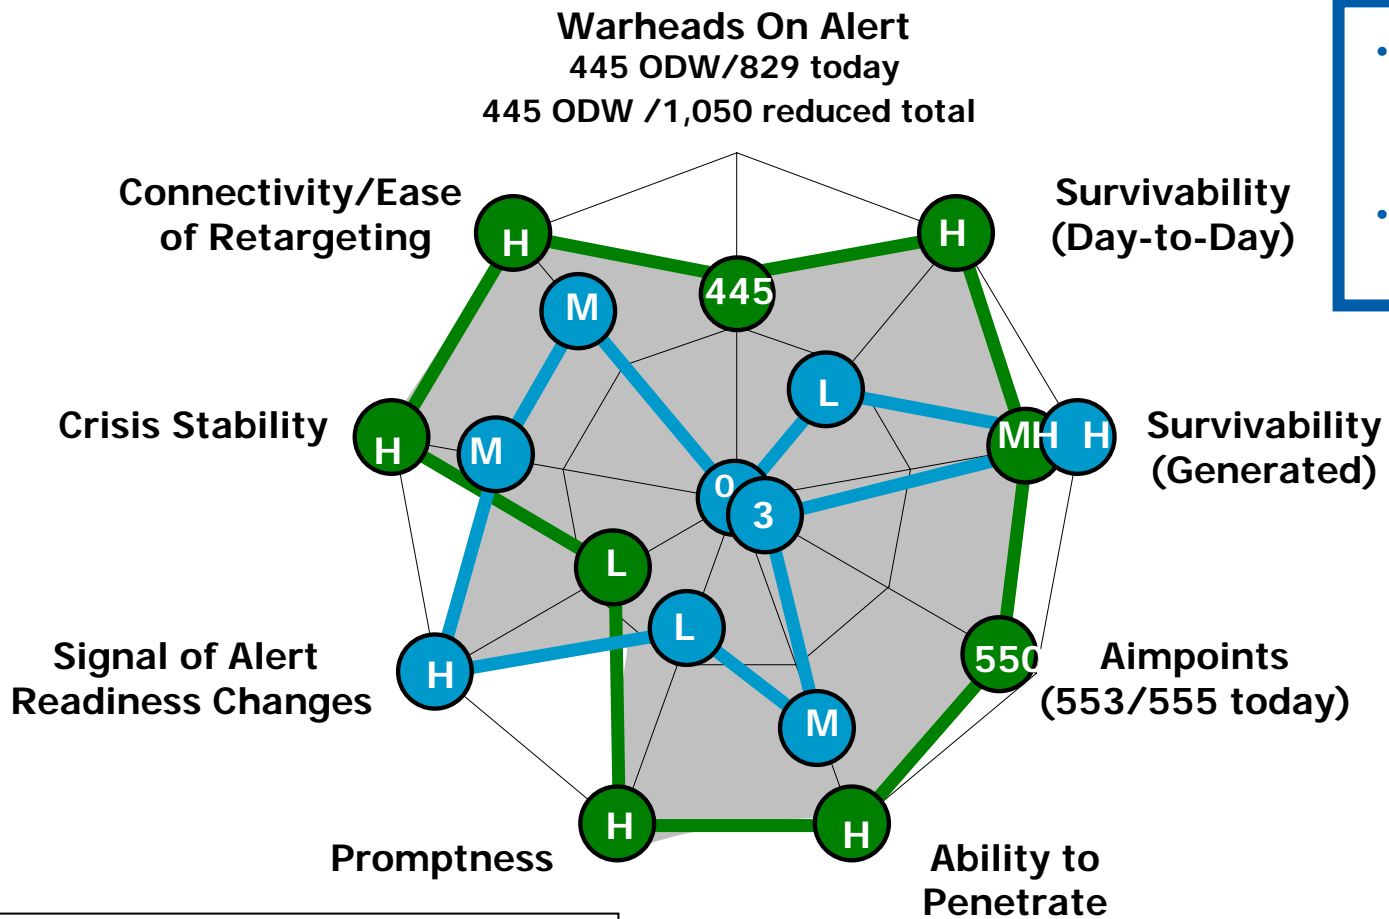 Warheads On Alert
445 ODW/829 today
445 ODW /1,050 reduced total
Connectivity/Ease
of Retargeting
Survivability
(Day-to-Day)
H
H
445
M
L
Crisis Stability
H
M
MH
H
Survivability
(Generated)
0
3
L
L
Signal of Alert
Readiness Changes
H
550
Aimpoints
(553/555 today)
M
H
H
Promptness
Ability to
Penetrate